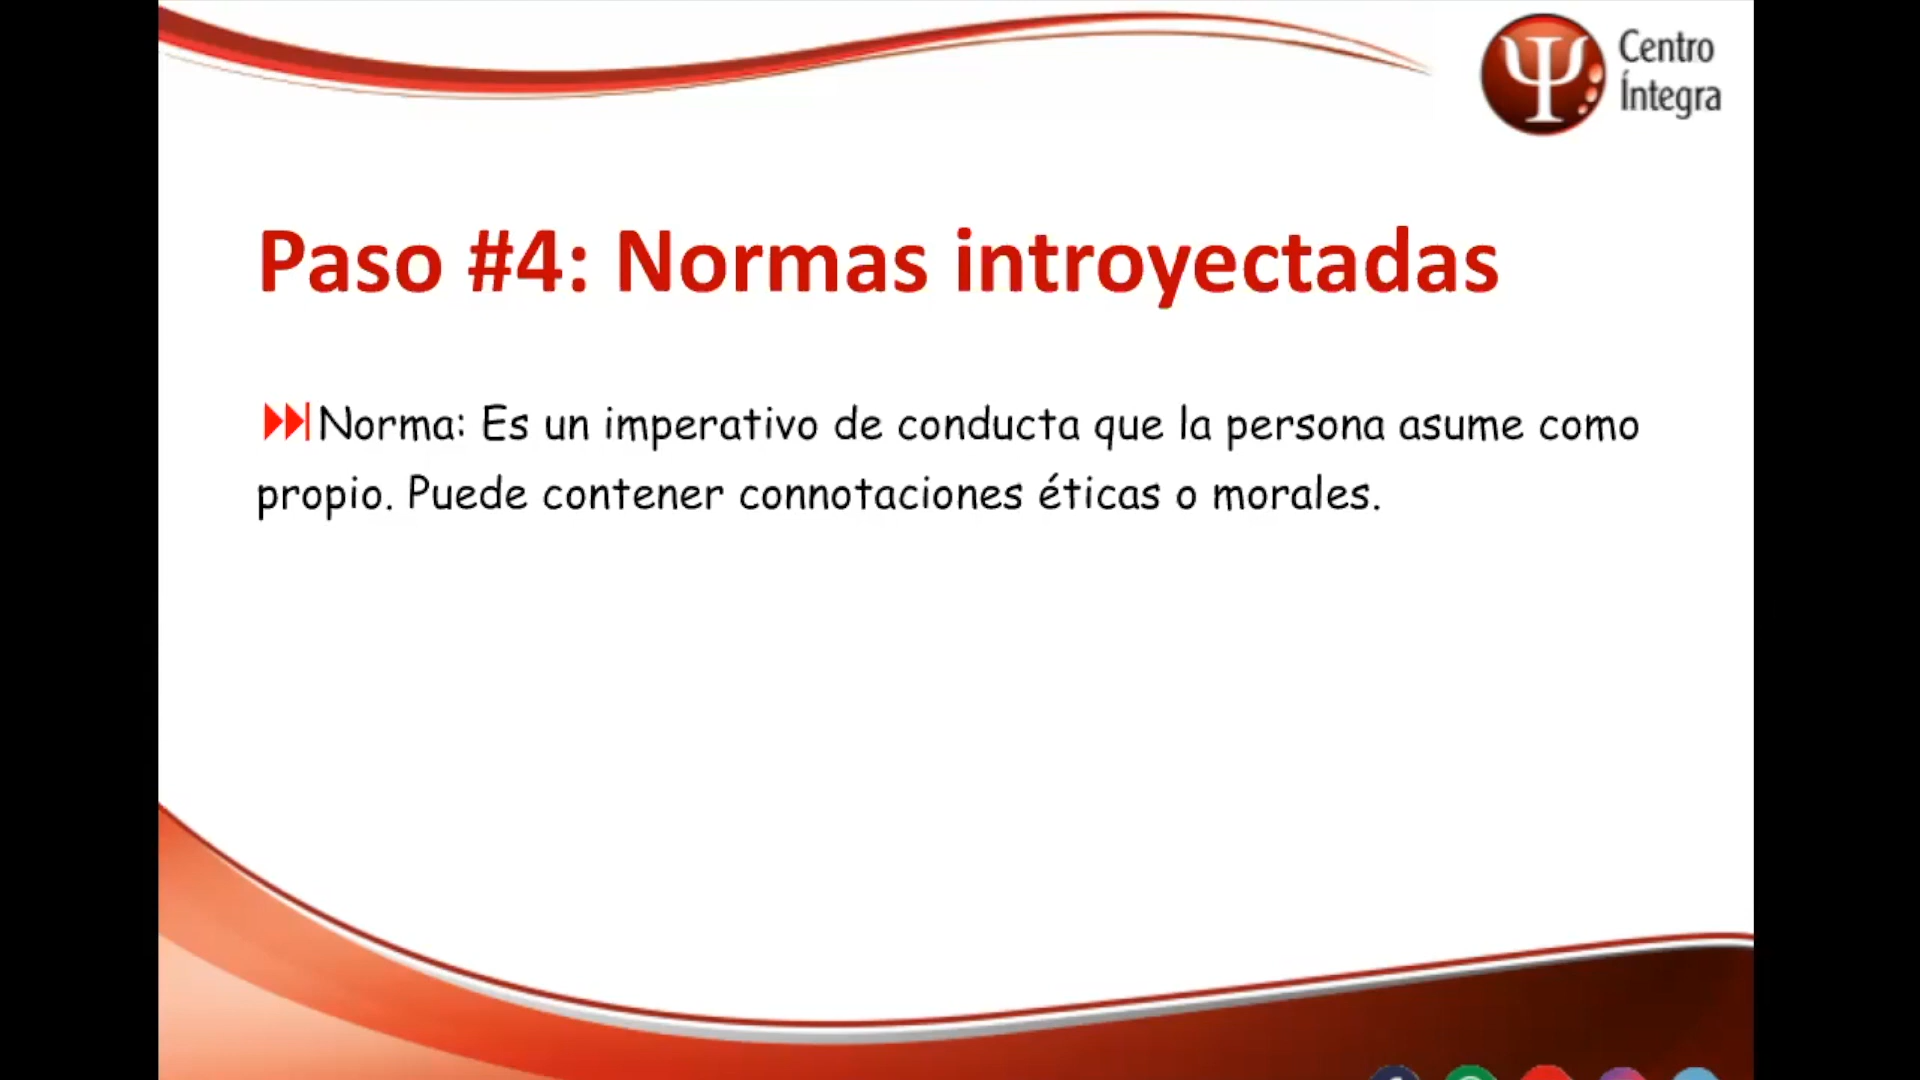 Centro
Íntegra
Paso #4: Normas introyectadas
Norma: Es un imperativo de conducta que la persona asume como
propio. Puede contener connotaciones éticas o morales.